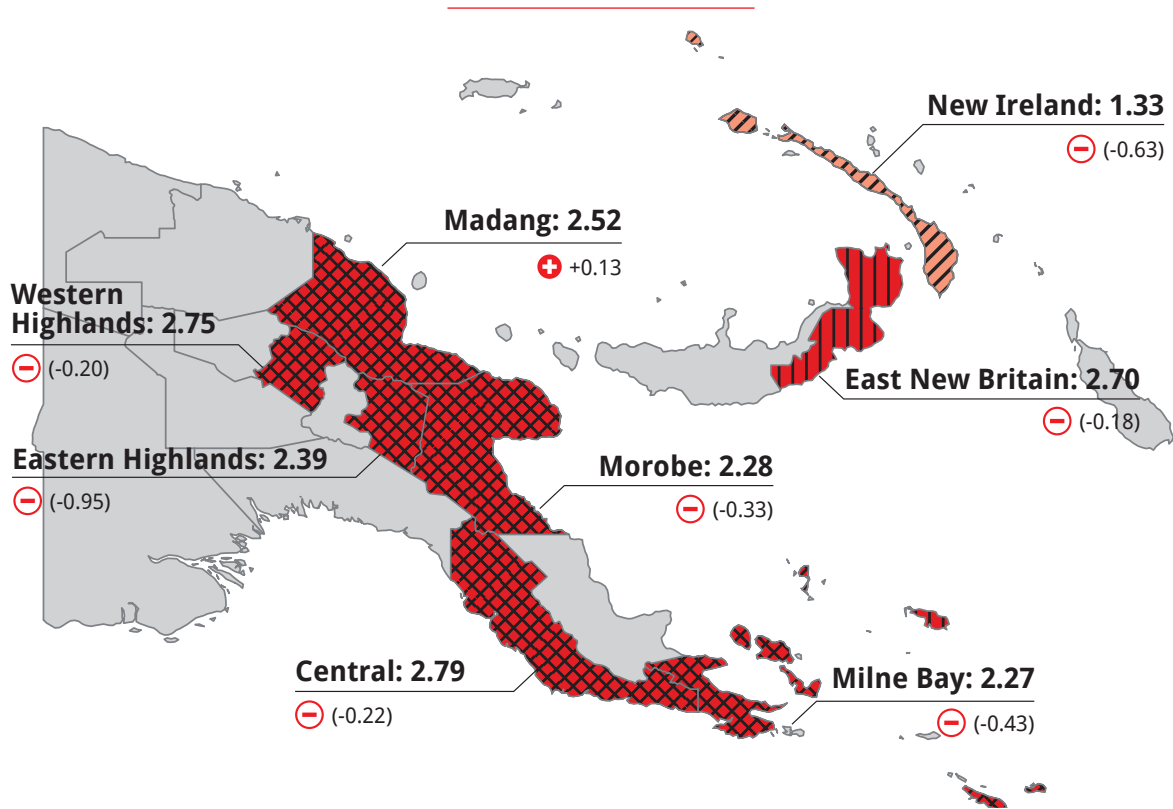 New Ireland: 1.33
(-0.63)
Madang: 2.52
+0.13
Western
Highlands: 2.75
(-0.20)
East New Britain: 2.70
(-0.18)
Eastern Highlands: 2.39
(-0.95)
Morobe: 2.28
(-0.33)
Central: 2.79
(-0.22)
Milne Bay: 2.27
(-0.43)